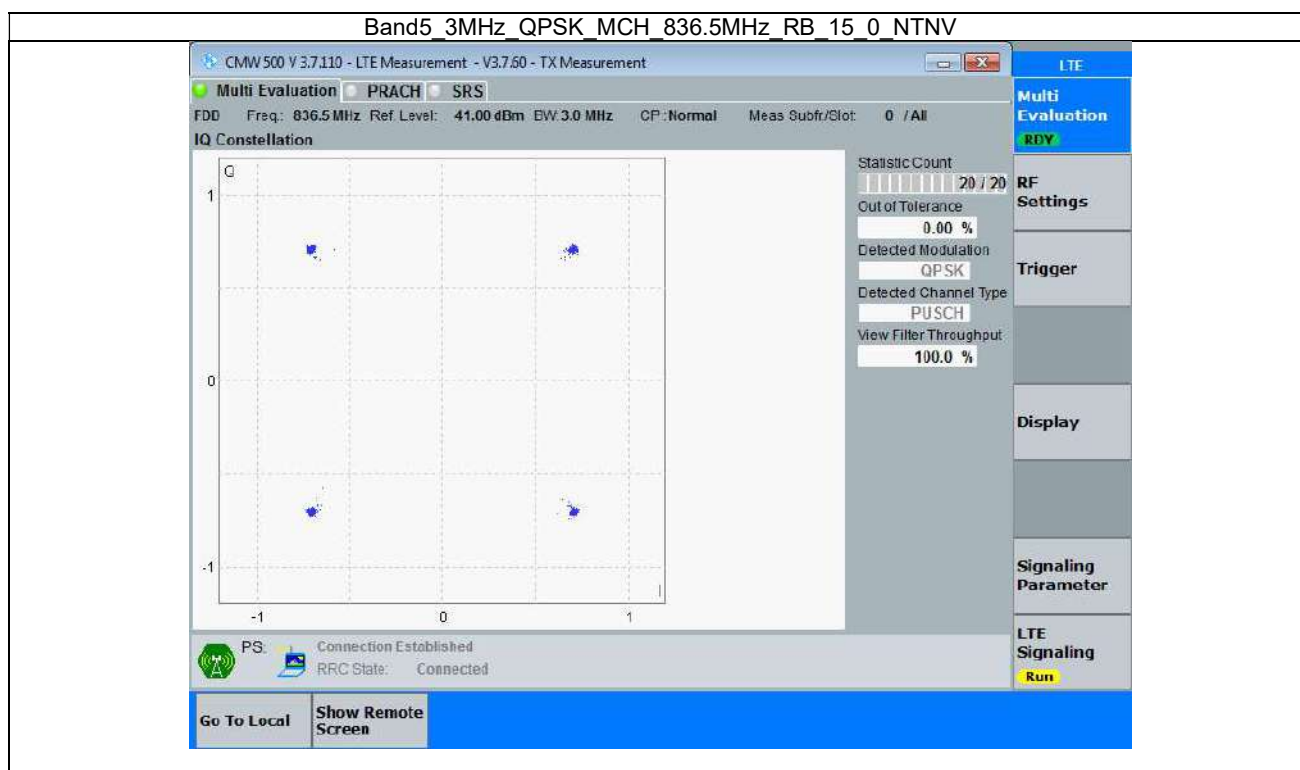 Band5_3MHz_QPSK_MCH_836.5MHz_RB_15_0_NTNV
CMW 500 V 3.7.110 - LTE Measurement - V3.7.60 - TX Measurement
LTE
Multi Evaluation PRACH SRS
FDD Freq.: 836.5 MHz Ref. Level: 41.00 dBm BW: 3.0 MHz CP: Normal Meas Subfr/Slot: 0 / All
IQ Constellation
Q
1
0
-1
-1 0 1
I
Statistic Count
20 / 20
Out of Tolerance
0.00 %
Detected Modulation
QPSK
Detected Channel Type
PUSCH
View Filter Throughput
100.0 %
Multi
Evaluation
RDY
RF
Settings
Trigger
Display
Signaling
Parameter
LTE
Signaling
Run
PS: Connection Established
RRC State: Connected
Go To Local
Show Remote
Screen